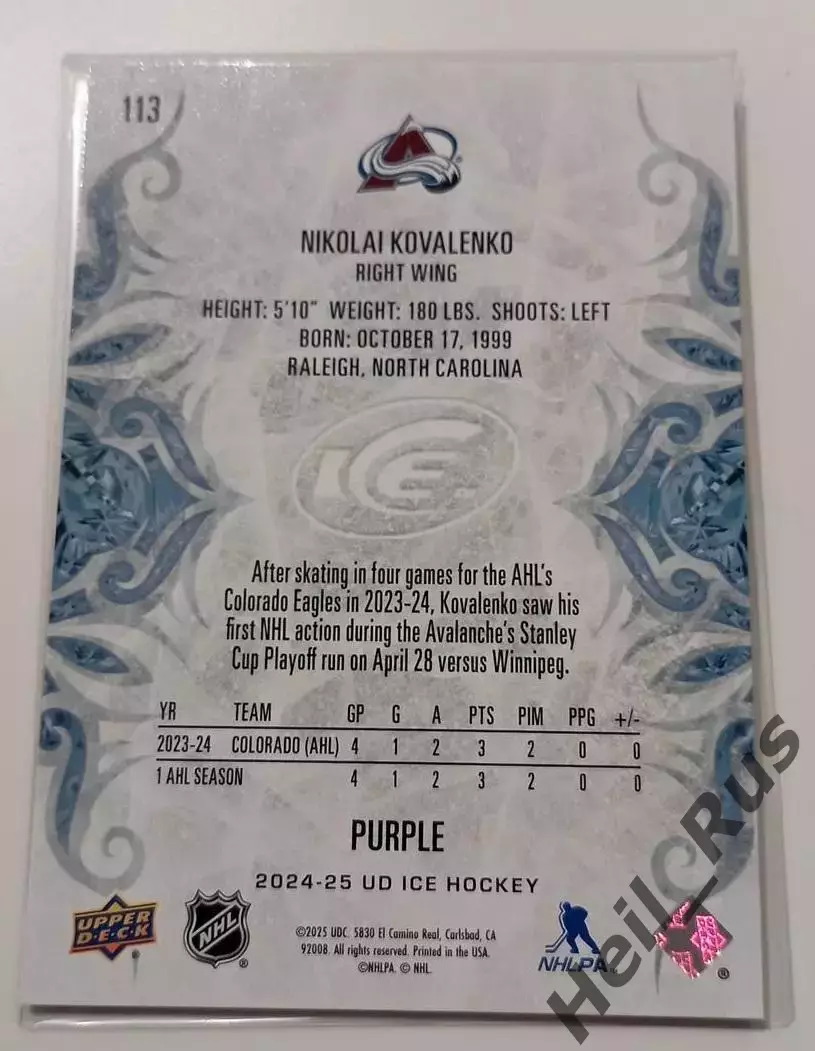 113
NIKOLAI KOVALENKO
RIGHT WING
HEIGHT: 5'10" WEIGHT: 180 LBS. SHOOTS: LEFT
BORN: OCTOBER 17, 1999
RALEIGH, NORTH CAROLINA
ICE
After skating in four games for the AHL's
Colorado Eagles in 2023-24, Kovalenko saw his
first NHL action during the Avalanche's Stanley
Cup Playoff run on April 28 versus Winnipeg.
YR TEAM GP G A PTS PIM PPG +/-
2023-24 COLORADO (AHL) 4 1 2 3 2 0 0
1 AHL SEASON 4 1 2 3 2 0 0
PURPLE
2024-25 UD ICE HOCKEY
UPPER DECK
NHL
©2025 UDC. 5830 El Camino Real, Carlsbad, CA
92008. All rights reserved. Printed in the USA.
©NHLPA. © NHL.
NHLPA
Heil_Rus